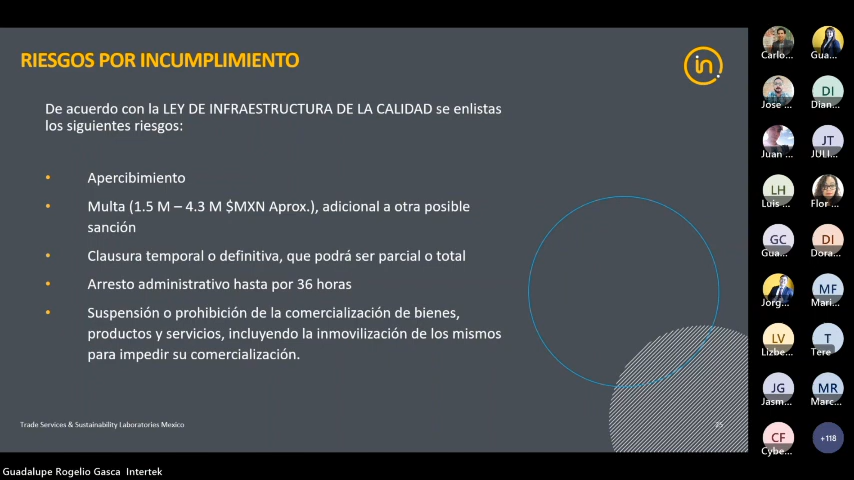 RIESGOS POR INCUMPLIMIENTO
in.
De acuerdo con la LEY DE INFRAESTRUCTURA DE LA CALIDAD se enlistas
los siguientes riesgos:
• Apercibimiento
• Multa (1.5 M – 4.3 M $MXN Aprox.), adicional a otra posible
sanción
• Clausura temporal o definitiva, que podrá ser parcial o total
• Arresto administrativo hasta por 36 horas
• Suspensión o prohibición de la comercialización de bienes,
productos y servicios, incluyendo la inmovilización de los mismos
para impedir su comercialización.
Trade Services & Sustainability Laboratories Mexico
25
Carlo...
Gua...
Jose ...
DI
Dian...
Juan ...
JT
JULI...
LH
Luis ...
Flor ...
GC
Gua...
DI
Dora...
Jorg...
MF
Mari...
LV
Lizbe...
T
Tere
JG
Jasm...
MR
Marc...
CF
Cybe...
+118
Guadalupe Rogelio Gasca Intertek